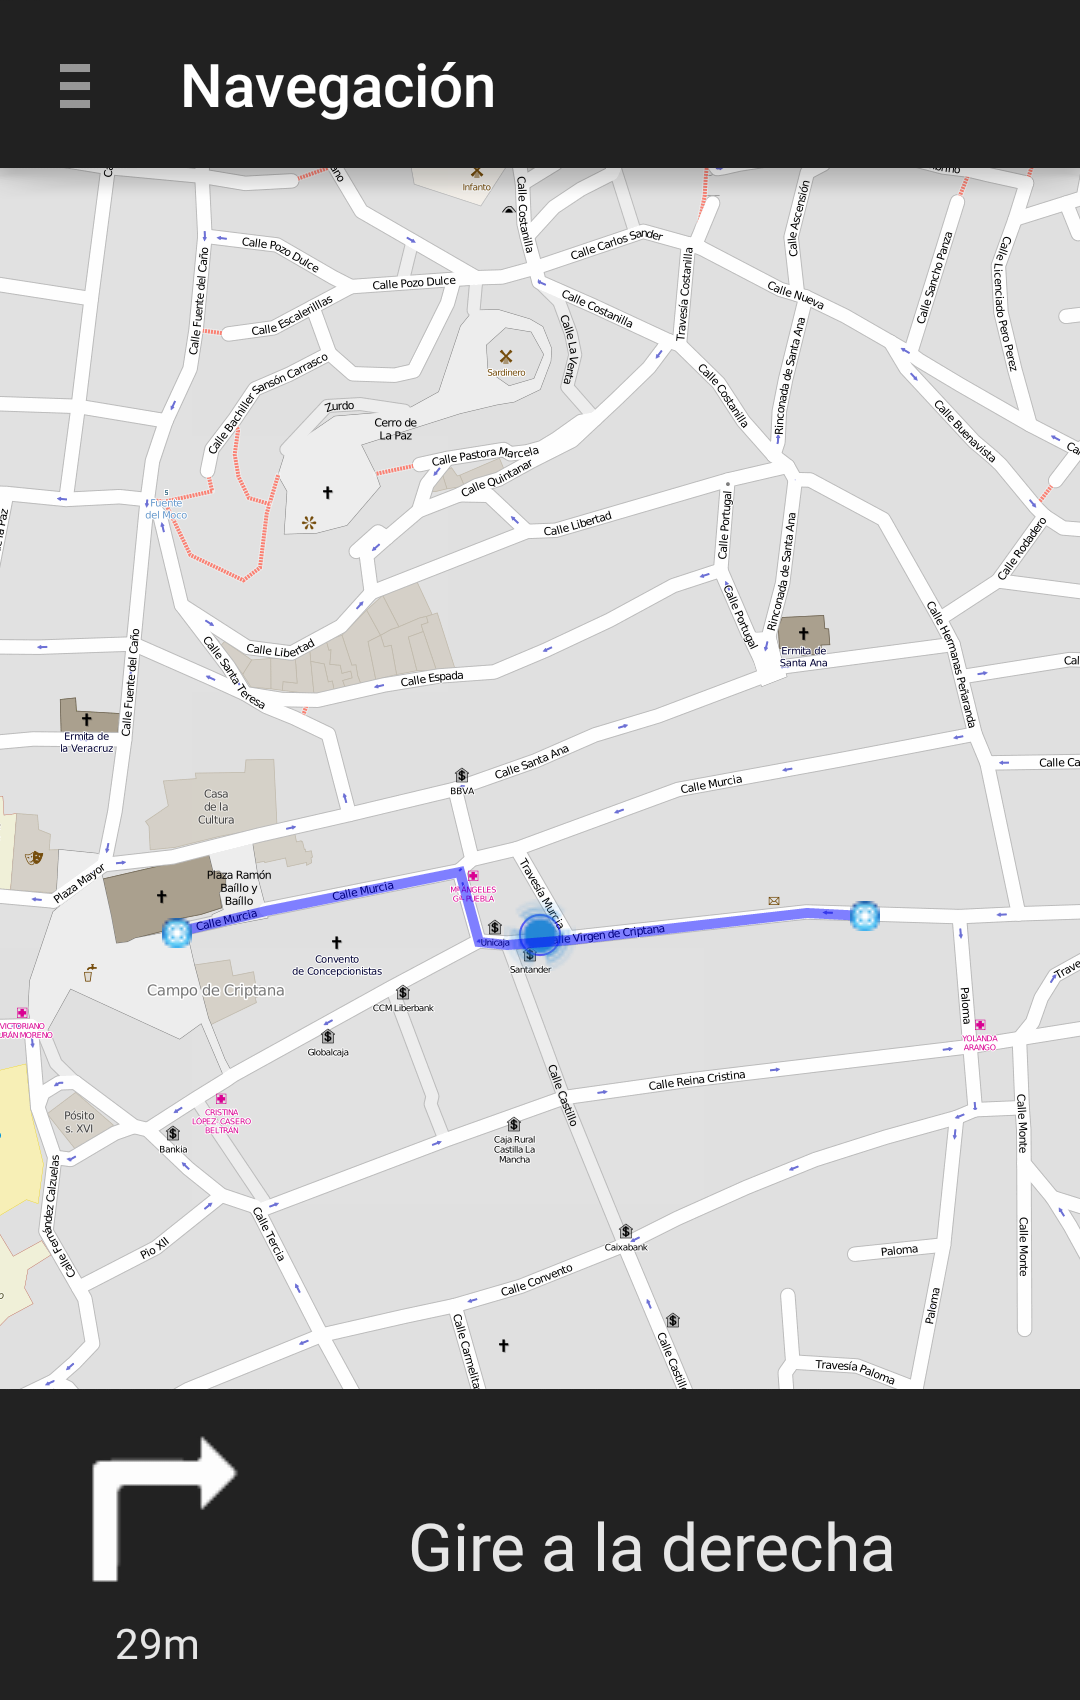 Navegación
Infanto
Calle Costanilla
Calle Carlos Sander
Calle Ascensión
Calle Sancho Panza
Calle Licenciado Pero Perez
Calle Pozo Dulce
Calle Pozo Dulce
Calle Fuente del Caño
Calle Escalerillas
Calle Costanilla
Travesía Costanilla
Calle Nueva
Calle La Venta
Sardinero
Calle Bachiller Sansón Carrasco
Zurdo
Cerro de
La Paz
Calle Costanilla
Rinconada de Santa Ana
Calle Buenavista
Calle Pastora Marcela
Calle Quintanar
5
Fuente
del Moco
Calle Libertad
Calle Portugal
Rinconada de Santa Ana
Calle Rodadero
Calle Portugal
Calle Hermanas Peñaranda
Ermita de
Santa Ana
Calle Libertad
Calle Santa Teresa
Calle Espada
Calle Fuente del Caño
Ermita de
la Veracruz
Calle Santa Ana
BBVA
Calle Murcia
Casa
de la
Cultura
Plaza Mayor
Plaza Ramón
Baíllo y
Baíllo
Calle Murcia
Calle Murcia
Mª ANGELES
Gª PUEBLA
Travesía Murcia
Unicaja
lle Virgen de Criptana
Santander
Convento
de Concepcionistas
Campo de Criptana
CCM Liberbank
Globalcaja
VICTORIANO
URÁN MORENO
Paloma
YOLANDA
ARANGO
Calle Reina Cristina
Calle Castillo
CRISTINA
LÓPEZ-CASERO
BELTRÁN
Pósito
s. XVI
Bankia
Caja Rural
Castilla La
Mancha
Calle Monte
Calle Fernández Calzuelas
Calle Tercia
Pio XII
Caixabank
Calle Convento
Paloma
Calle Monte
Paloma
Calle Carmelita
Calle Castillo
Travesía Paloma
Gire a la derecha
29m